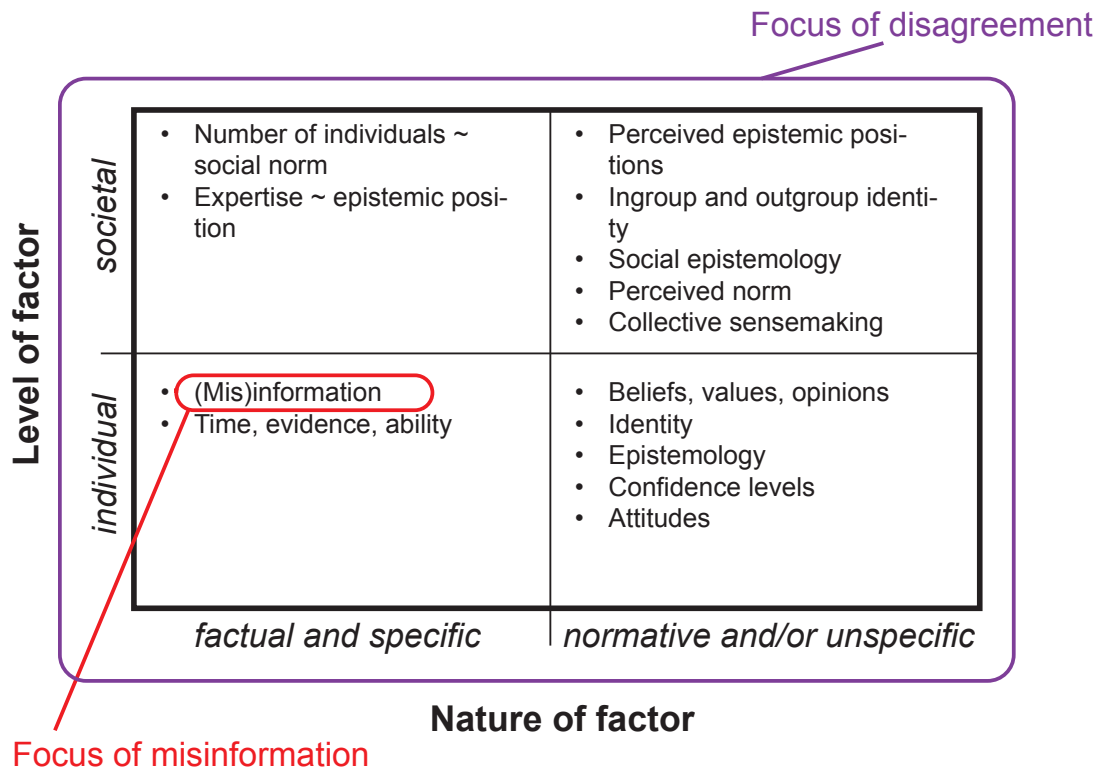 Focus of disagreement
Level of factor
societal
• Number of individuals ~
social norm
• Expertise ~ epistemic posi-
tion
• Perceived epistemic posi-
tions
• Ingroup and outgroup identi-
ty
• Social epistemology
• Perceived norm
• Collective sensemaking
individual
• (Mis)information
• Time, evidence, ability
• Beliefs, values, opinions
• Identity
• Epistemology
• Confidence levels
• Attitudes
factual and specific
normative and/or unspecific
Nature of factor
Focus of misinformation